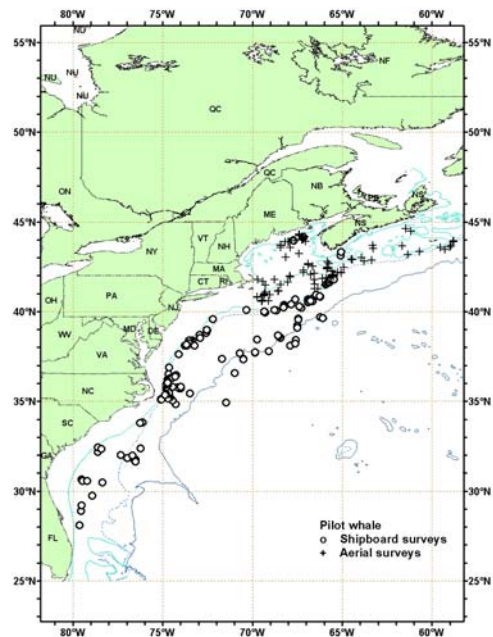 80°W 75°W 70°W 65°W 60°W
55°N 55°N
NU
NU
NU
NU
NF
QC
50°N 50°N
ON
QC
NB
NS
ME
NS
45°N 45°N
VT
NH
NY
MA
CT RI
PA
OH
NJ
40°N 40°N
MD DE
WV
VA
NC
35°N 35°N
SC
GA
30°N 30°N
FL
Pilot whale
Shipboard surveys
Aerial surveys
25°N 25°N
80°W 75°W 70°W 65°W 60°W